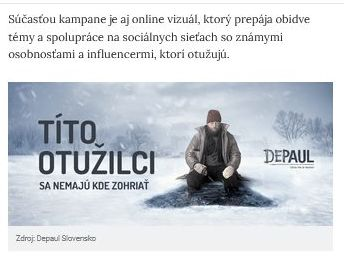 Súčasťou kampane je aj online vizuál, ktorý prepája obidve
témy a spolupráce na sociálnych sieťach so známymi
osobnosťami a influencermi, ktorí otužujú.
TÍTO
OTUŽILCI
SA NEMAJÚ KDE ZOHRIAŤ
DEPAUL
Zdroj: Depaul Slovensko